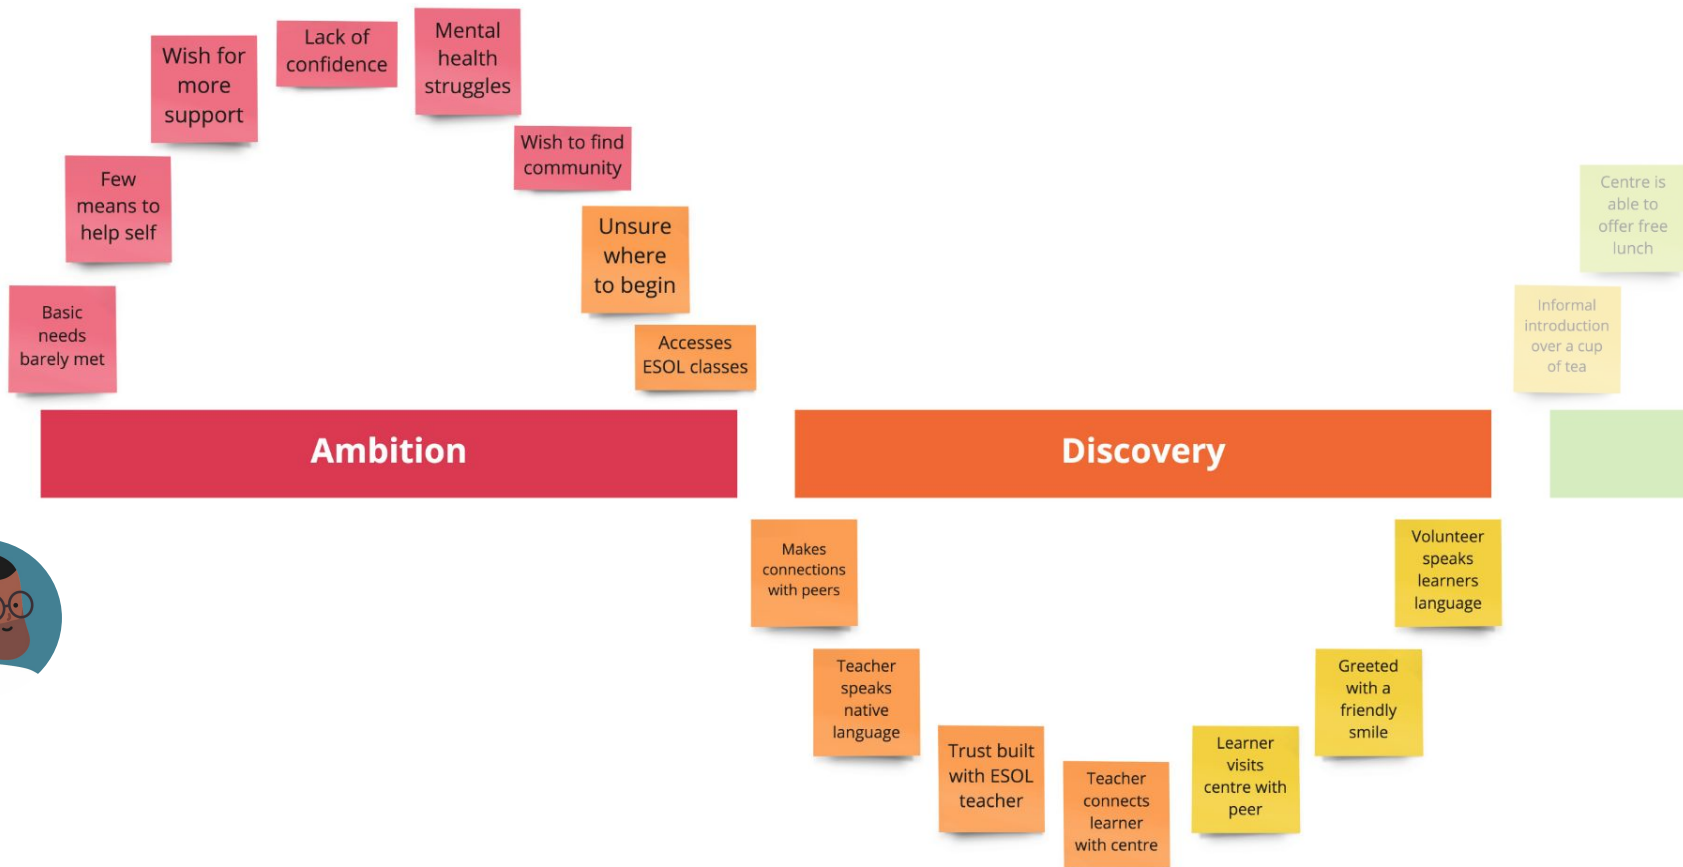 Basic
needs
barely met
Few
means to
help self
Wish for
more
support
Lack of
confidence
Mental
health
struggles
Wish to find
community
Unsure
where
to begin
Accesses
ESOL classes
Ambition
Discovery
Makes
connections
with peers
Teacher
speaks
native
language
Trust built
with ESOL
teacher
Teacher
connects
learner
with centre
Learner
visits
centre with
peer
Greeted
with a
friendly
smile
Volunteer
speaks
learners
language
Informal
introduction
over a cup
of tea
Centre is
able to
offer free
lunch